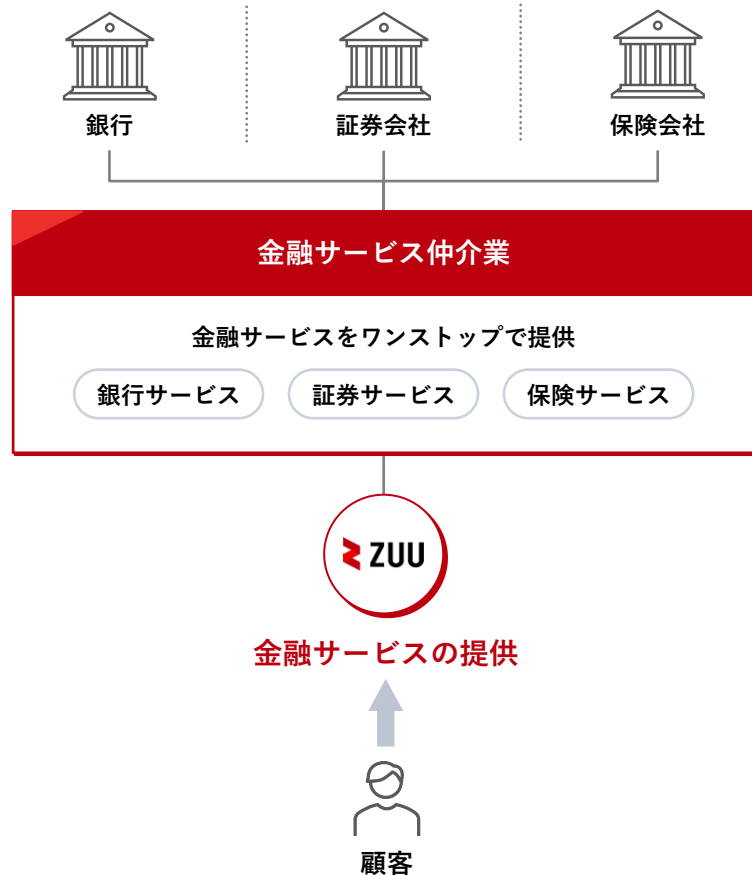 銀行
証券会社
保険会社
金融サービス仲介業
金融サービスをワンストップで提供
銀行サービス
証券サービス
保険サービス
ZUU
金融サービスの提供
顧客